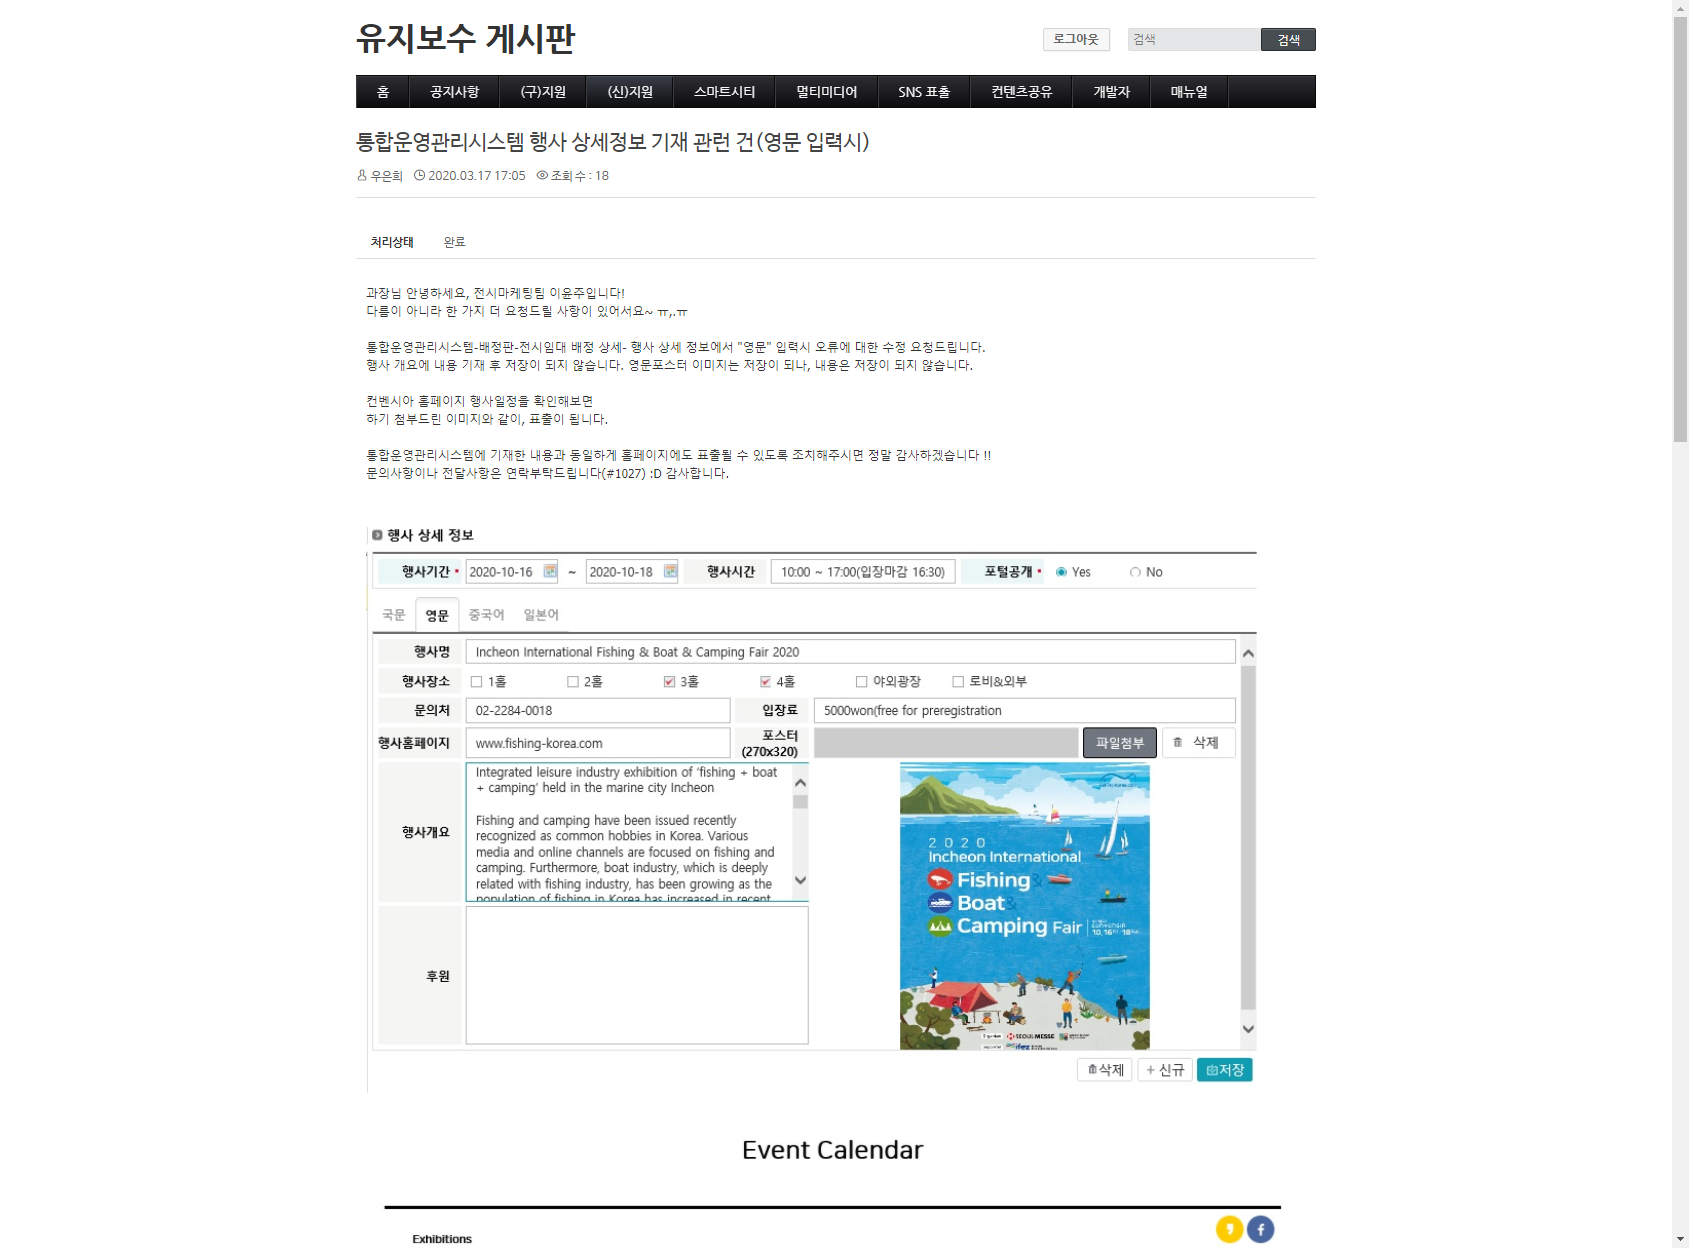 유지보수 게시판
로그아웃 검색 검색
홈 공지사항 (구)지원 (신)지원 스마트시티 멀티미디어 SNS 표출 컨텐츠공유 개발자 매뉴얼
통합운영관리시스템 행사 상세정보 기재 관련 건(영문 입력시)
우은희 2020.03.17 17:05 조회 수 : 18
처리상태 완료
과장님 안녕하세요, 전시마케팅팀 이윤주입니다!
다름이 아니라 한 가지 더 요청드릴 사항이 있어서요~ ㅠ,.ㅠ
통합운영관리시스템-배정판-전시임대 배정 상세- 행사 상세 정보에서 "영문" 입력시 오류에 대한 수정 요청드립니다.
행사 개요에 내용 기재 후 저장이 되지 않습니다. 영문포스터 이미지는 저장이 되나, 내용은 저장이 되지 않습니다.
컨벤시아 홈페이지 행사일정을 확인해보면
하기 첨부드린 이미지와 같이, 표출이 됩니다.
통합운영관리시스템에 기재한 내용과 동일하게 홈페이지에도 표출될 수 있도록 조치해주시면 정말 감사하겠습니다 !!
문의사항이나 전달사항은 연락부탁드립니다(#1027) :D 감사합니다.
행사 상세 정보
행사기간 • 2020-10-16 ~ 2020-10-18 행사시간 10:00 ~ 17:00(입장마감 16:30) 포털공개 • Yes No
국문 영문 중국어 일본어
행사명 Incheon International Fishing & Boat & Camping Fair 2020
행사장소 1홀 2홀 3홀 4홀 야외광장 로비&외부
문의처 02-2284-0018 입장료 5000won(free for preregistration
행사홈페이지 www.fishing-korea.com 포스터 (270x320) 파일첨부 삭제
행사개요
Integrated leisure industry exhibition of 'fishing + boat
+ camping' held in the marine city Incheon
Fishing and camping have been issued recently
recognized as common hobbies in Korea. Various
media and online channels are focused on fishing and
camping. Furthermore, boat industry, which is deeply
related with fishing industry, has been growing as the
population of fishing in Korea has increased in recent
2020
Incheon International
Fishing &
Boat &
Camping Fair
10.16 18
SEOUL MESSE
ifez
후원
삭제 + 신규 저장
Event Calendar
Exhibitions